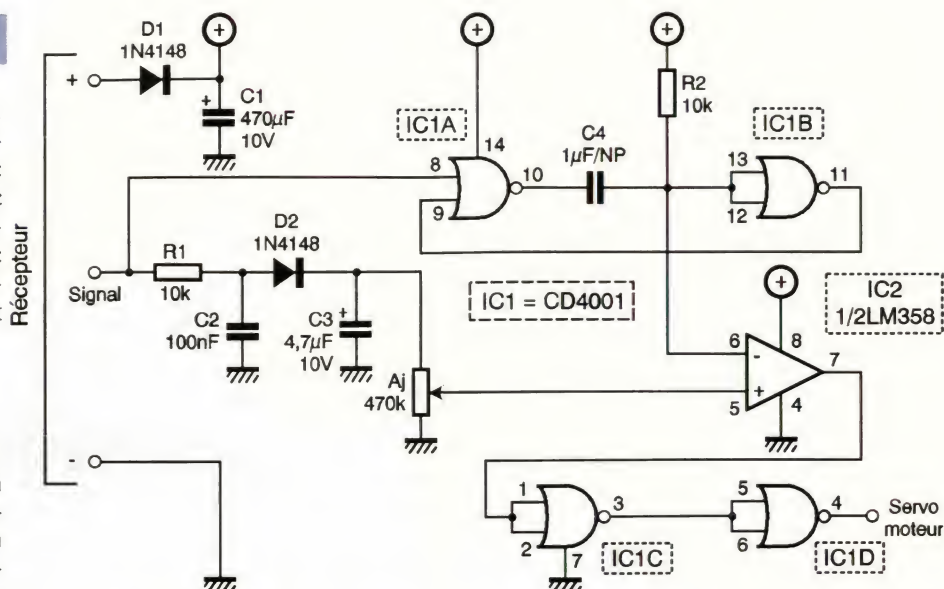 D1
1N4148
+
+
+
C1
470µF
10V
IC1A
14
8
9
10
C4
1µF/NP
+
R2
10k
IC1B
13
12
11
Récepteur
Signal
R1
10k
D2
1N4148
C2
100nF
+
C3
4,7µF
10V
IC1 = CD4001
Aj
470k
+
IC2
1/2LM358
6
-
8
7
5
+
4
-
1
2
3
7
IC1C
5
6
4
IC1D
Servo
moteur
+